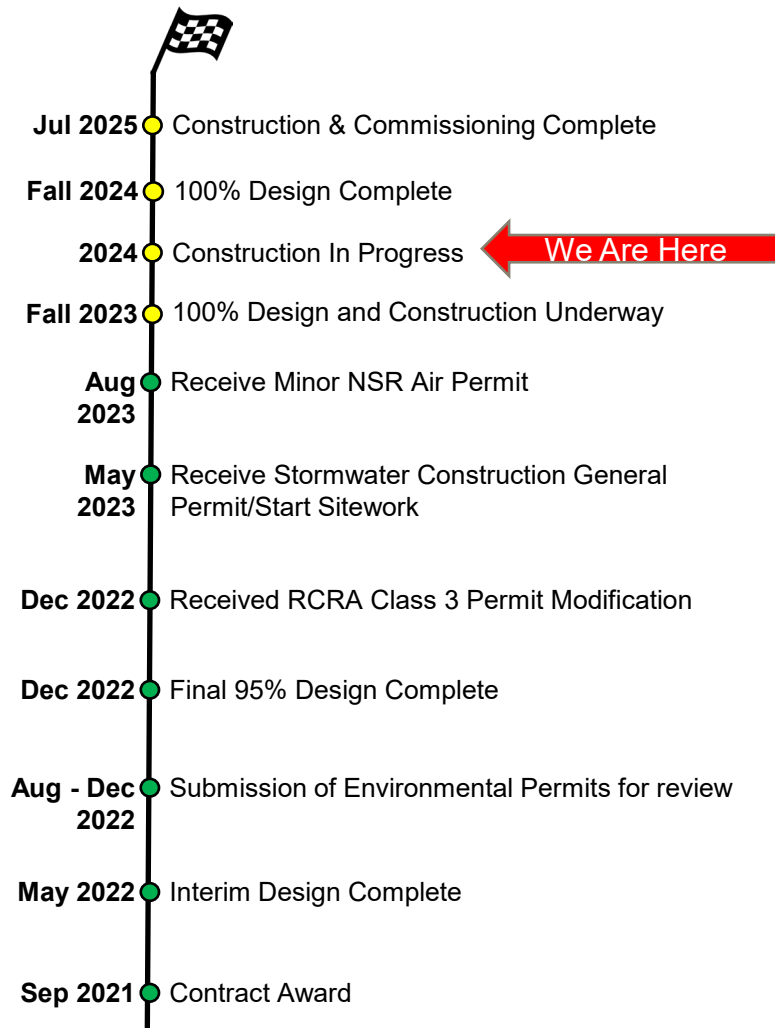 Jul 2025 Construction & Commissioning Complete
Fall 2024 100% Design Complete
2024 Construction In Progress We Are Here
Fall 2023 100% Design and Construction Underway
Aug 2023 Receive Minor NSR Air Permit
May 2023 Receive Stormwater Construction General
Permit/Start Sitework
Dec 2022 Received RCRA Class 3 Permit Modification
Dec 2022 Final 95% Design Complete
Aug - Dec 2022 Submission of Environmental Permits for review
May 2022 Interim Design Complete
Sep 2021 Contract Award